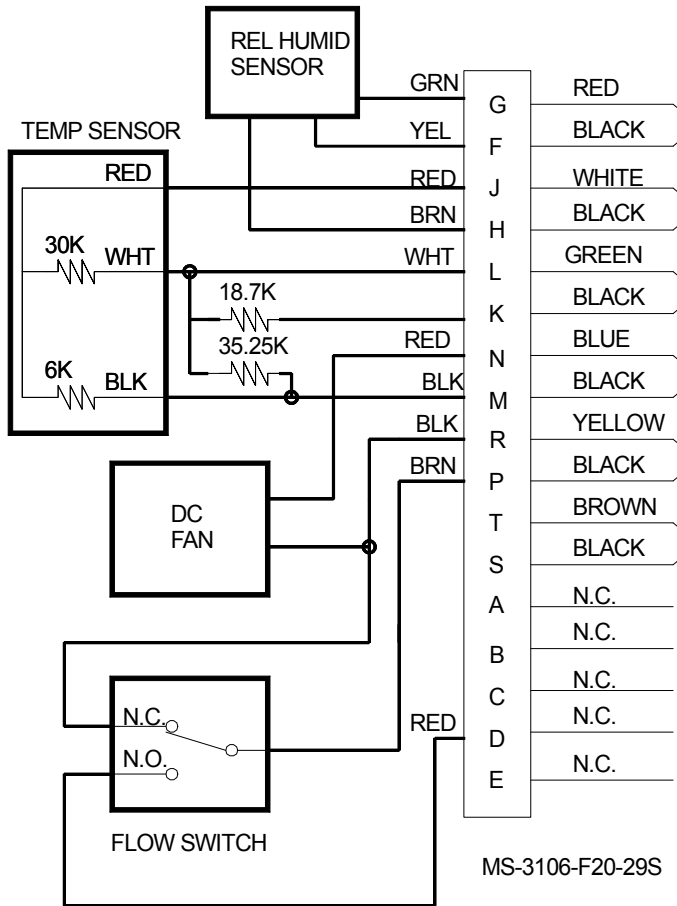 REL HUMID
SENSOR
TEMP SENSOR
RED
30K
WHT
6K
BLK
18.7K
35.25K
DC
FAN
N.C.
N.O.
FLOW SWITCH
GRN
G
RED
YEL
F
BLACK
RED
J
WHITE
BRN
H
BLACK
WHT
L
GREEN
K
BLACK
RED
N
BLUE
BLK
M
BLACK
BLK
R
YELLOW
BRN
P
BLACK
T
BROWN
S
BLACK
A
N.C.
B
N.C.
C
N.C.
RED
D
N.C.
E
N.C.
MS-3106-F20-29S